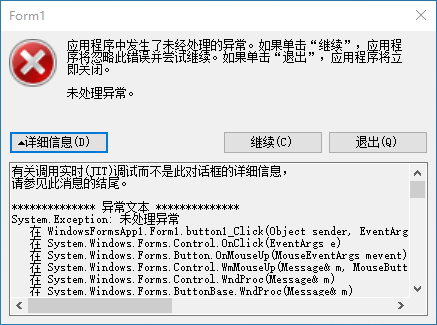 Form1
应用程序中发生了未经处理的异常。如果单击“继续”，应用程
序将忽略此错误并尝试继续。如果单击“退出”，应用程序将立
即关闭。
未处理异常。
详细信息(D)
继续(C)
退出(Q)
有关调用实时(JIT)调试而不是此对话框的详细信息，
请参见此消息的结尾。
************** 异常文本 **************
System.Exception: 未处理异常
在 WindowsFormsApp1.Form1.button1_Click(Object sender, EventArg
在 System.Windows.Forms.Control.OnClick(EventArgs e)
在 System.Windows.Forms.Button.OnMouseUp(MouseEventArgs mevent)
在 System.Windows.Forms.Control.WmMouseUp(Message& m, MouseButt
在 System.Windows.Forms.Control.WndProc(Message& m)
在 System.Windows.Forms.ButtonBase.WndProc(Message& m)